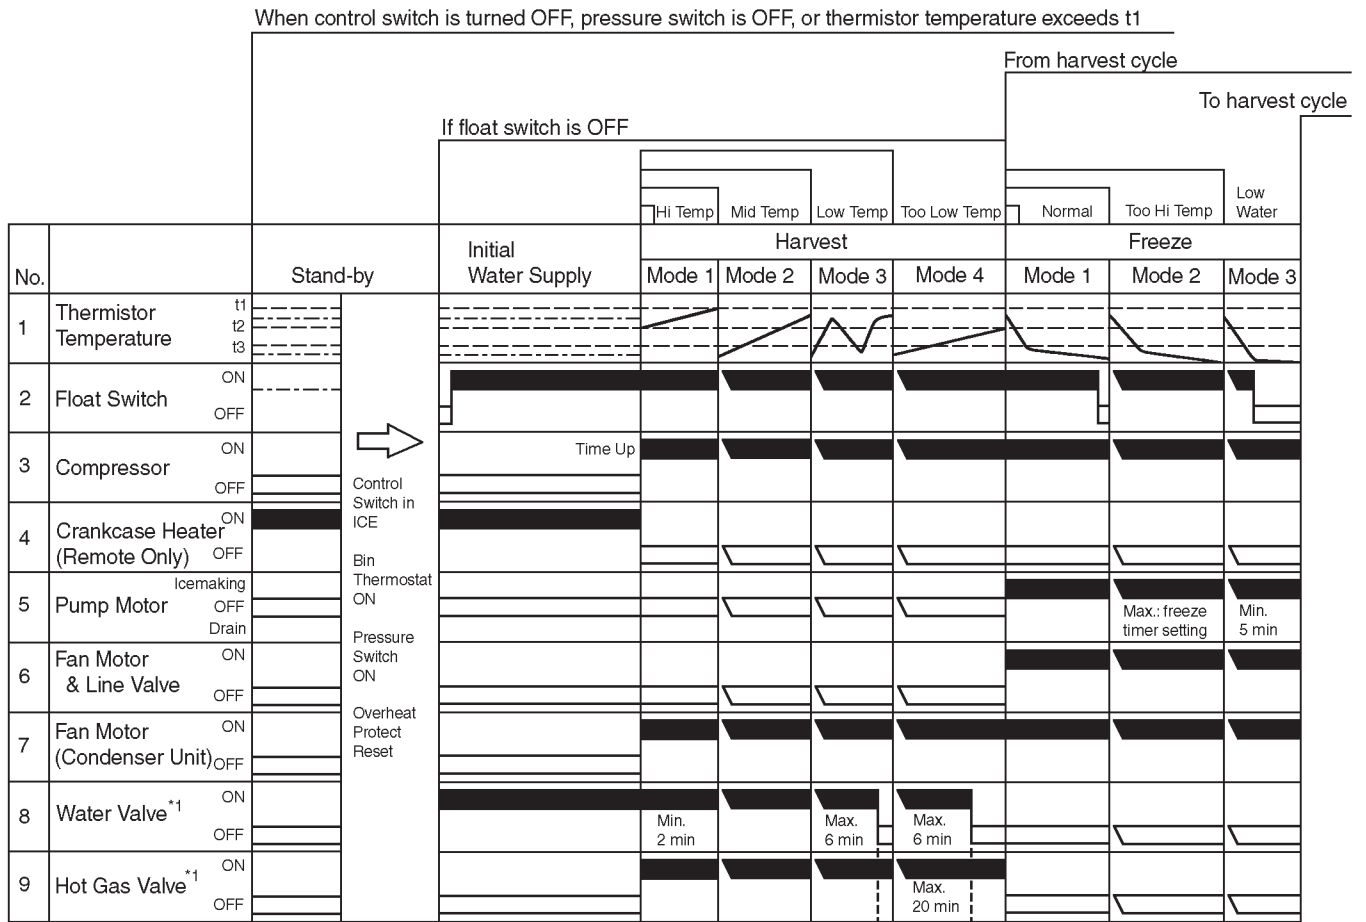 When control switch is turned OFF, pressure switch is OFF, or thermistor temperature exceeds t1
From harvest cycle
To harvest cycle
If float switch is OFF
Hi Temp Mid Temp Low Temp Too Low Temp Normal Too Hi Temp Low Water
No. Stand-by Initial Water Supply Harvest Freeze
Mode 1 Mode 2 Mode 3 Mode 4 Mode 1 Mode 2 Mode 3
1 Thermistor Temperature t1 t2 t3
2 Float Switch ON OFF
3 Compressor ON OFF Time Up
Control
Switch in
ICE
Bin
Thermostat
ON
Pressure
Switch
ON
Overheat
Protect
Reset
4 Crankcase Heater (Remote Only) ON OFF
5 Pump Motor Icemaking OFF Drain
Max.: freeze
timer setting
Min.
5 min
6 Fan Motor & Line Valve ON OFF
7 Fan Motor (Condenser Unit) ON OFF
8 Water Valve*1 ON OFF
Min.
2 min
Max.
6 min
Max.
6 min
9 Hot Gas Valve*1 ON OFF
Max.
20 min